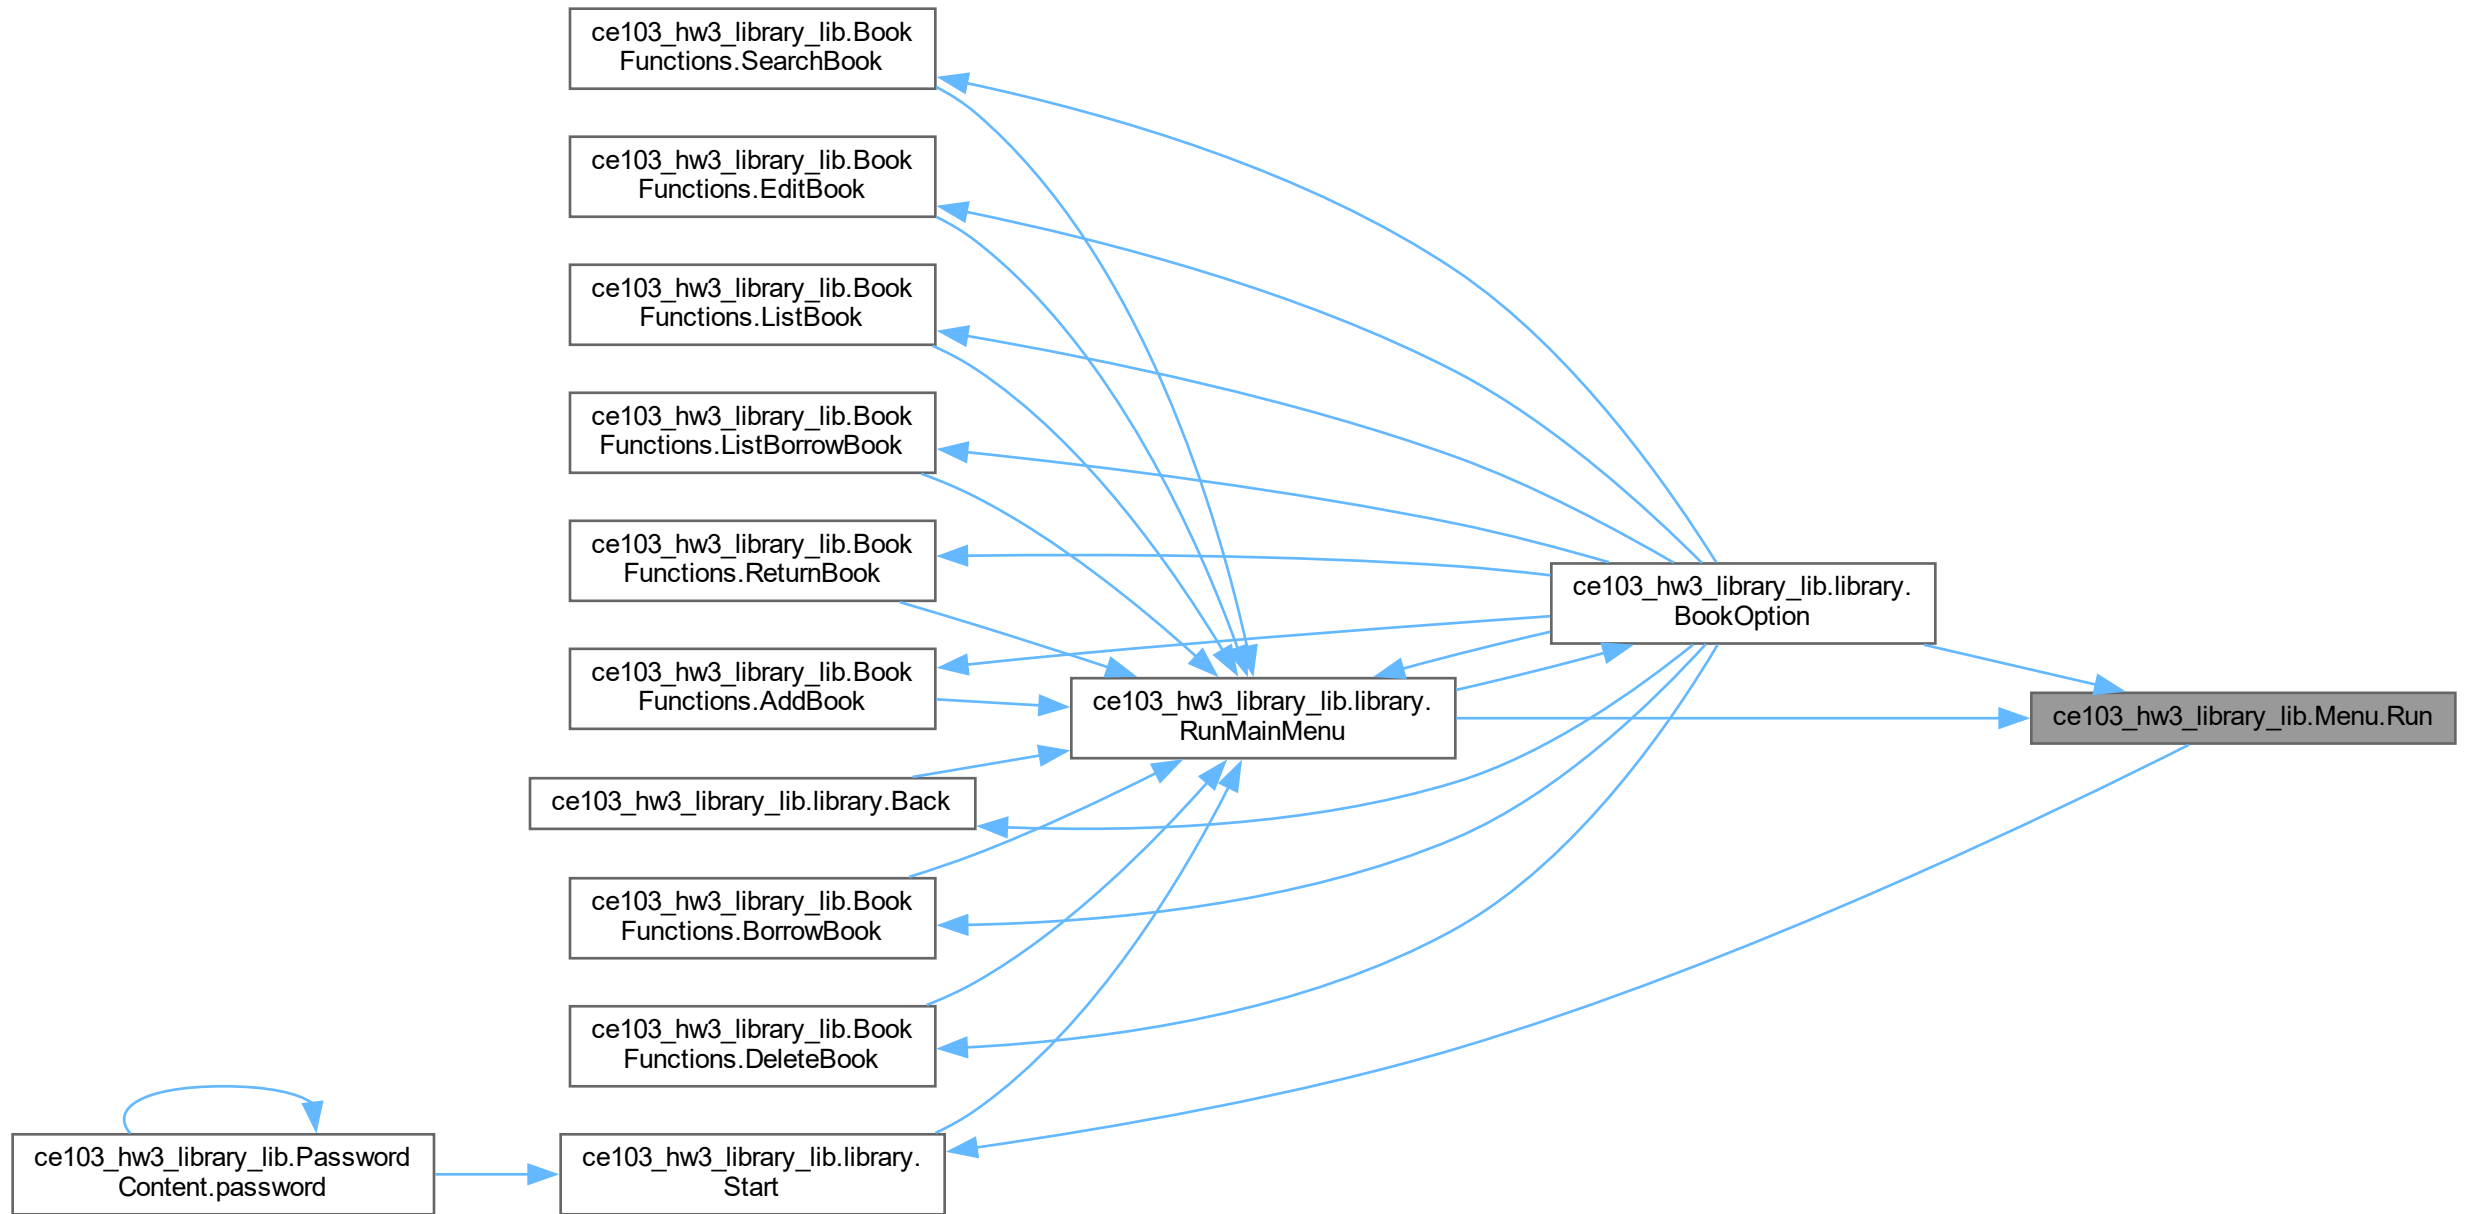 ce103_hw3_library_lib.Book
Functions.SearchBook
ce103_hw3_library_lib.Book
Functions.EditBook
ce103_hw3_library_lib.Book
Functions.ListBook
ce103_hw3_library_lib.Book
Functions.ListBorrowBook
ce103_hw3_library_lib.Book
Functions.ReturnBook
ce103_hw3_library_lib.library.
BookOption
ce103_hw3_library_lib.Book
Functions.AddBook
ce103_hw3_library_lib.library.
RunMainMenu
ce103_hw3_library_lib.Menu.Run
ce103_hw3_library_lib.library.Back
ce103_hw3_library_lib.Book
Functions.BorrowBook
ce103_hw3_library_lib.Book
Functions.DeleteBook
ce103_hw3_library_lib.Password
Content.password
ce103_hw3_library_lib.library.
Start